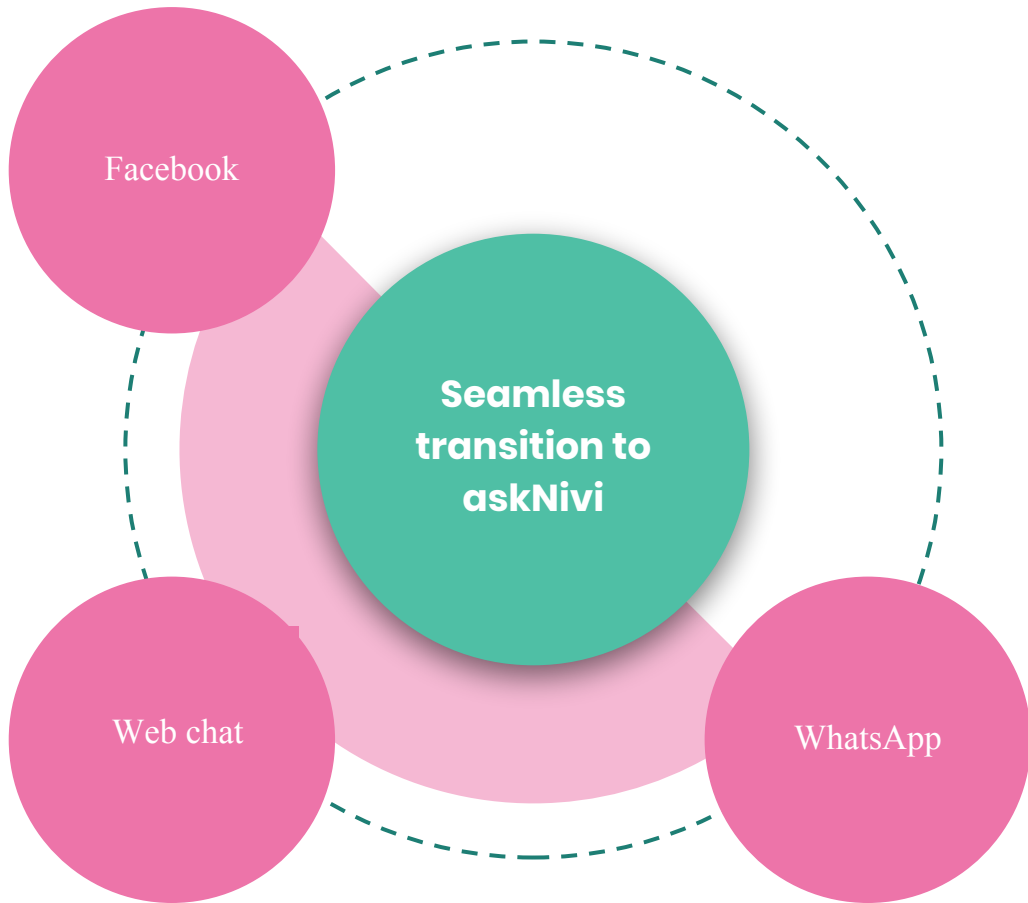 Facebook
Seamless
transition to
askNivi
Web chat
WhatsApp